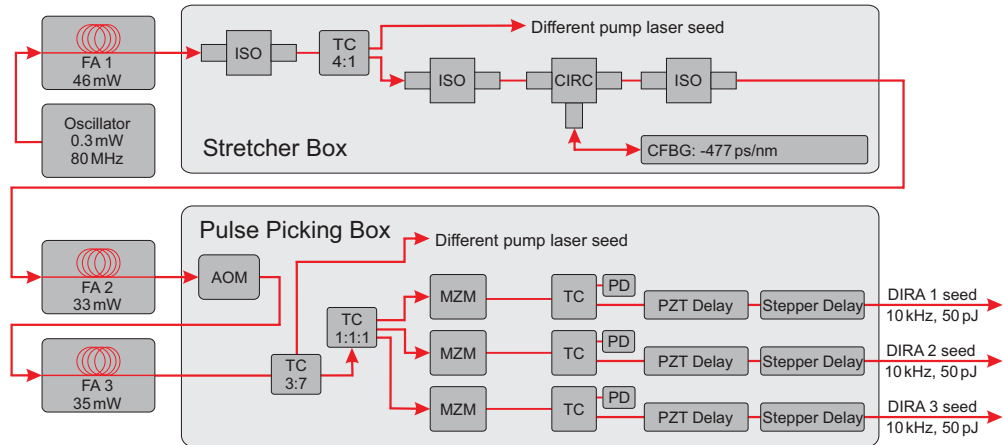 FA 1
46 mW
Oscillator
0.3 mW
80 MHz
ISO
TC
4:1
Different pump laser seed
ISO
CIRC
ISO
CFBG: -477 ps/nm
Stretcher Box
FA 2
33 mW
FA 3
35 mW
Pulse Picking Box
AOM
Different pump laser seed
TC
3:7
TC
1:1:1
MZM
TC
PD
PZT Delay
Stepper Delay
DIRA 1 seed
10 kHz, 50 pJ
MZM
TC
PD
PZT Delay
Stepper Delay
DIRA 2 seed
10 kHz, 50 pJ
MZM
TC
PD
PZT Delay
Stepper Delay
DIRA 3 seed
10 kHz, 50 pJ